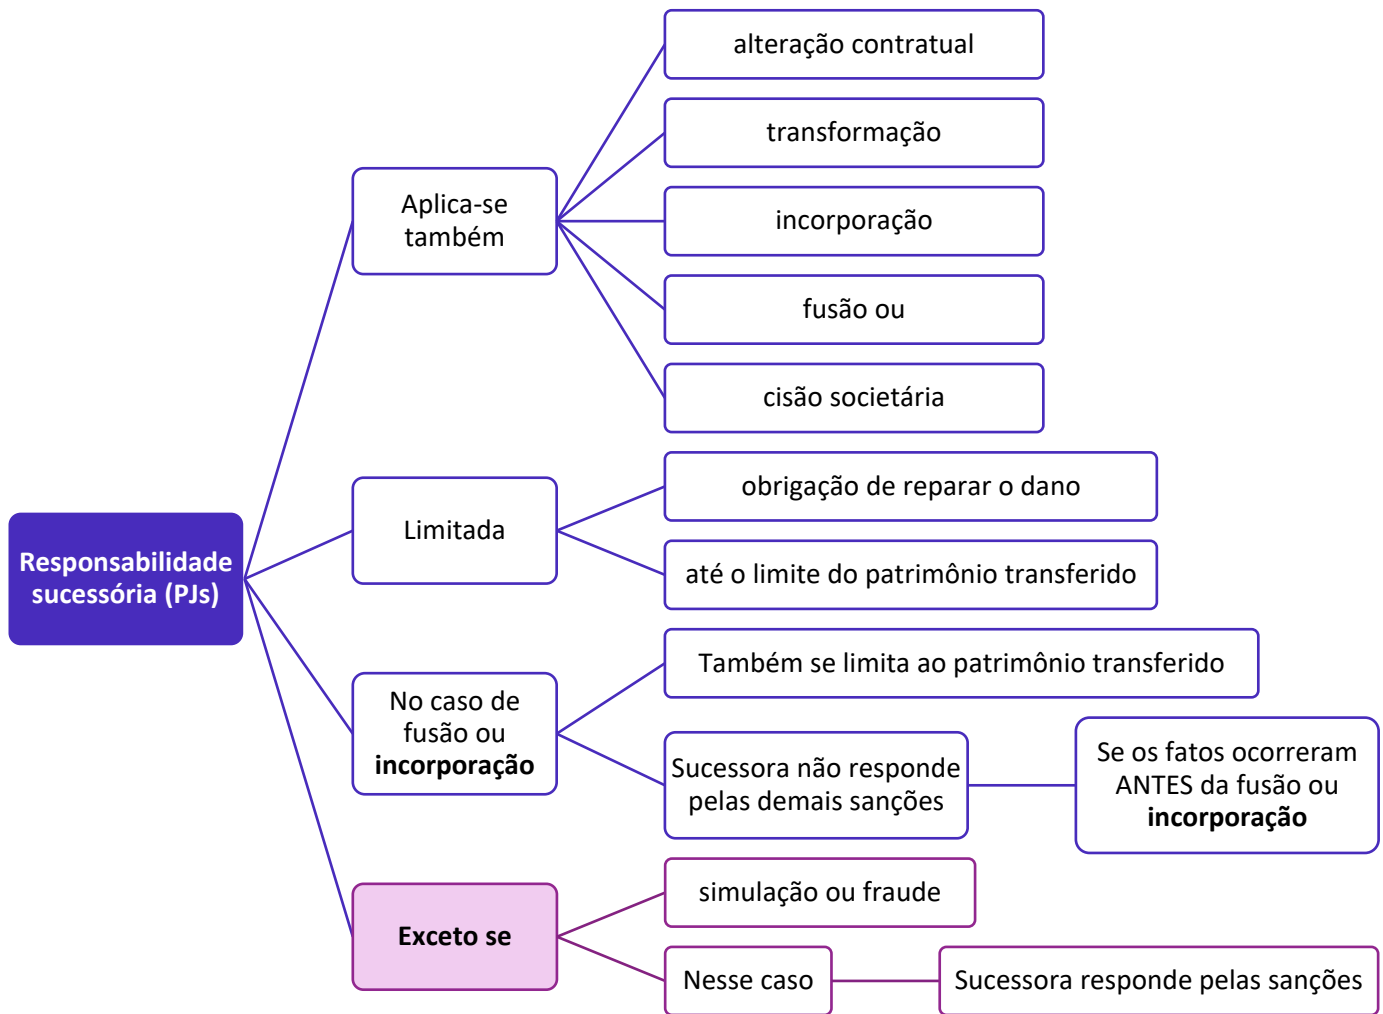 alteração contratual
transformação
Aplica-se
também
incorporação
fusão ou
cisão societária
obrigação de reparar o dano
Limitada
até o limite do patrimônio transferido
Responsabilidade
sucessória (PJs)
Também se limita ao patrimônio transferido
No caso de
fusão ou
incorporação
Sucessora não responde
pelas demais sanções
Se os fatos ocorreram
ANTES da fusão ou
incorporação
simulação ou fraude
Exceto se
Nesse caso
Sucessora responde pelas sanções